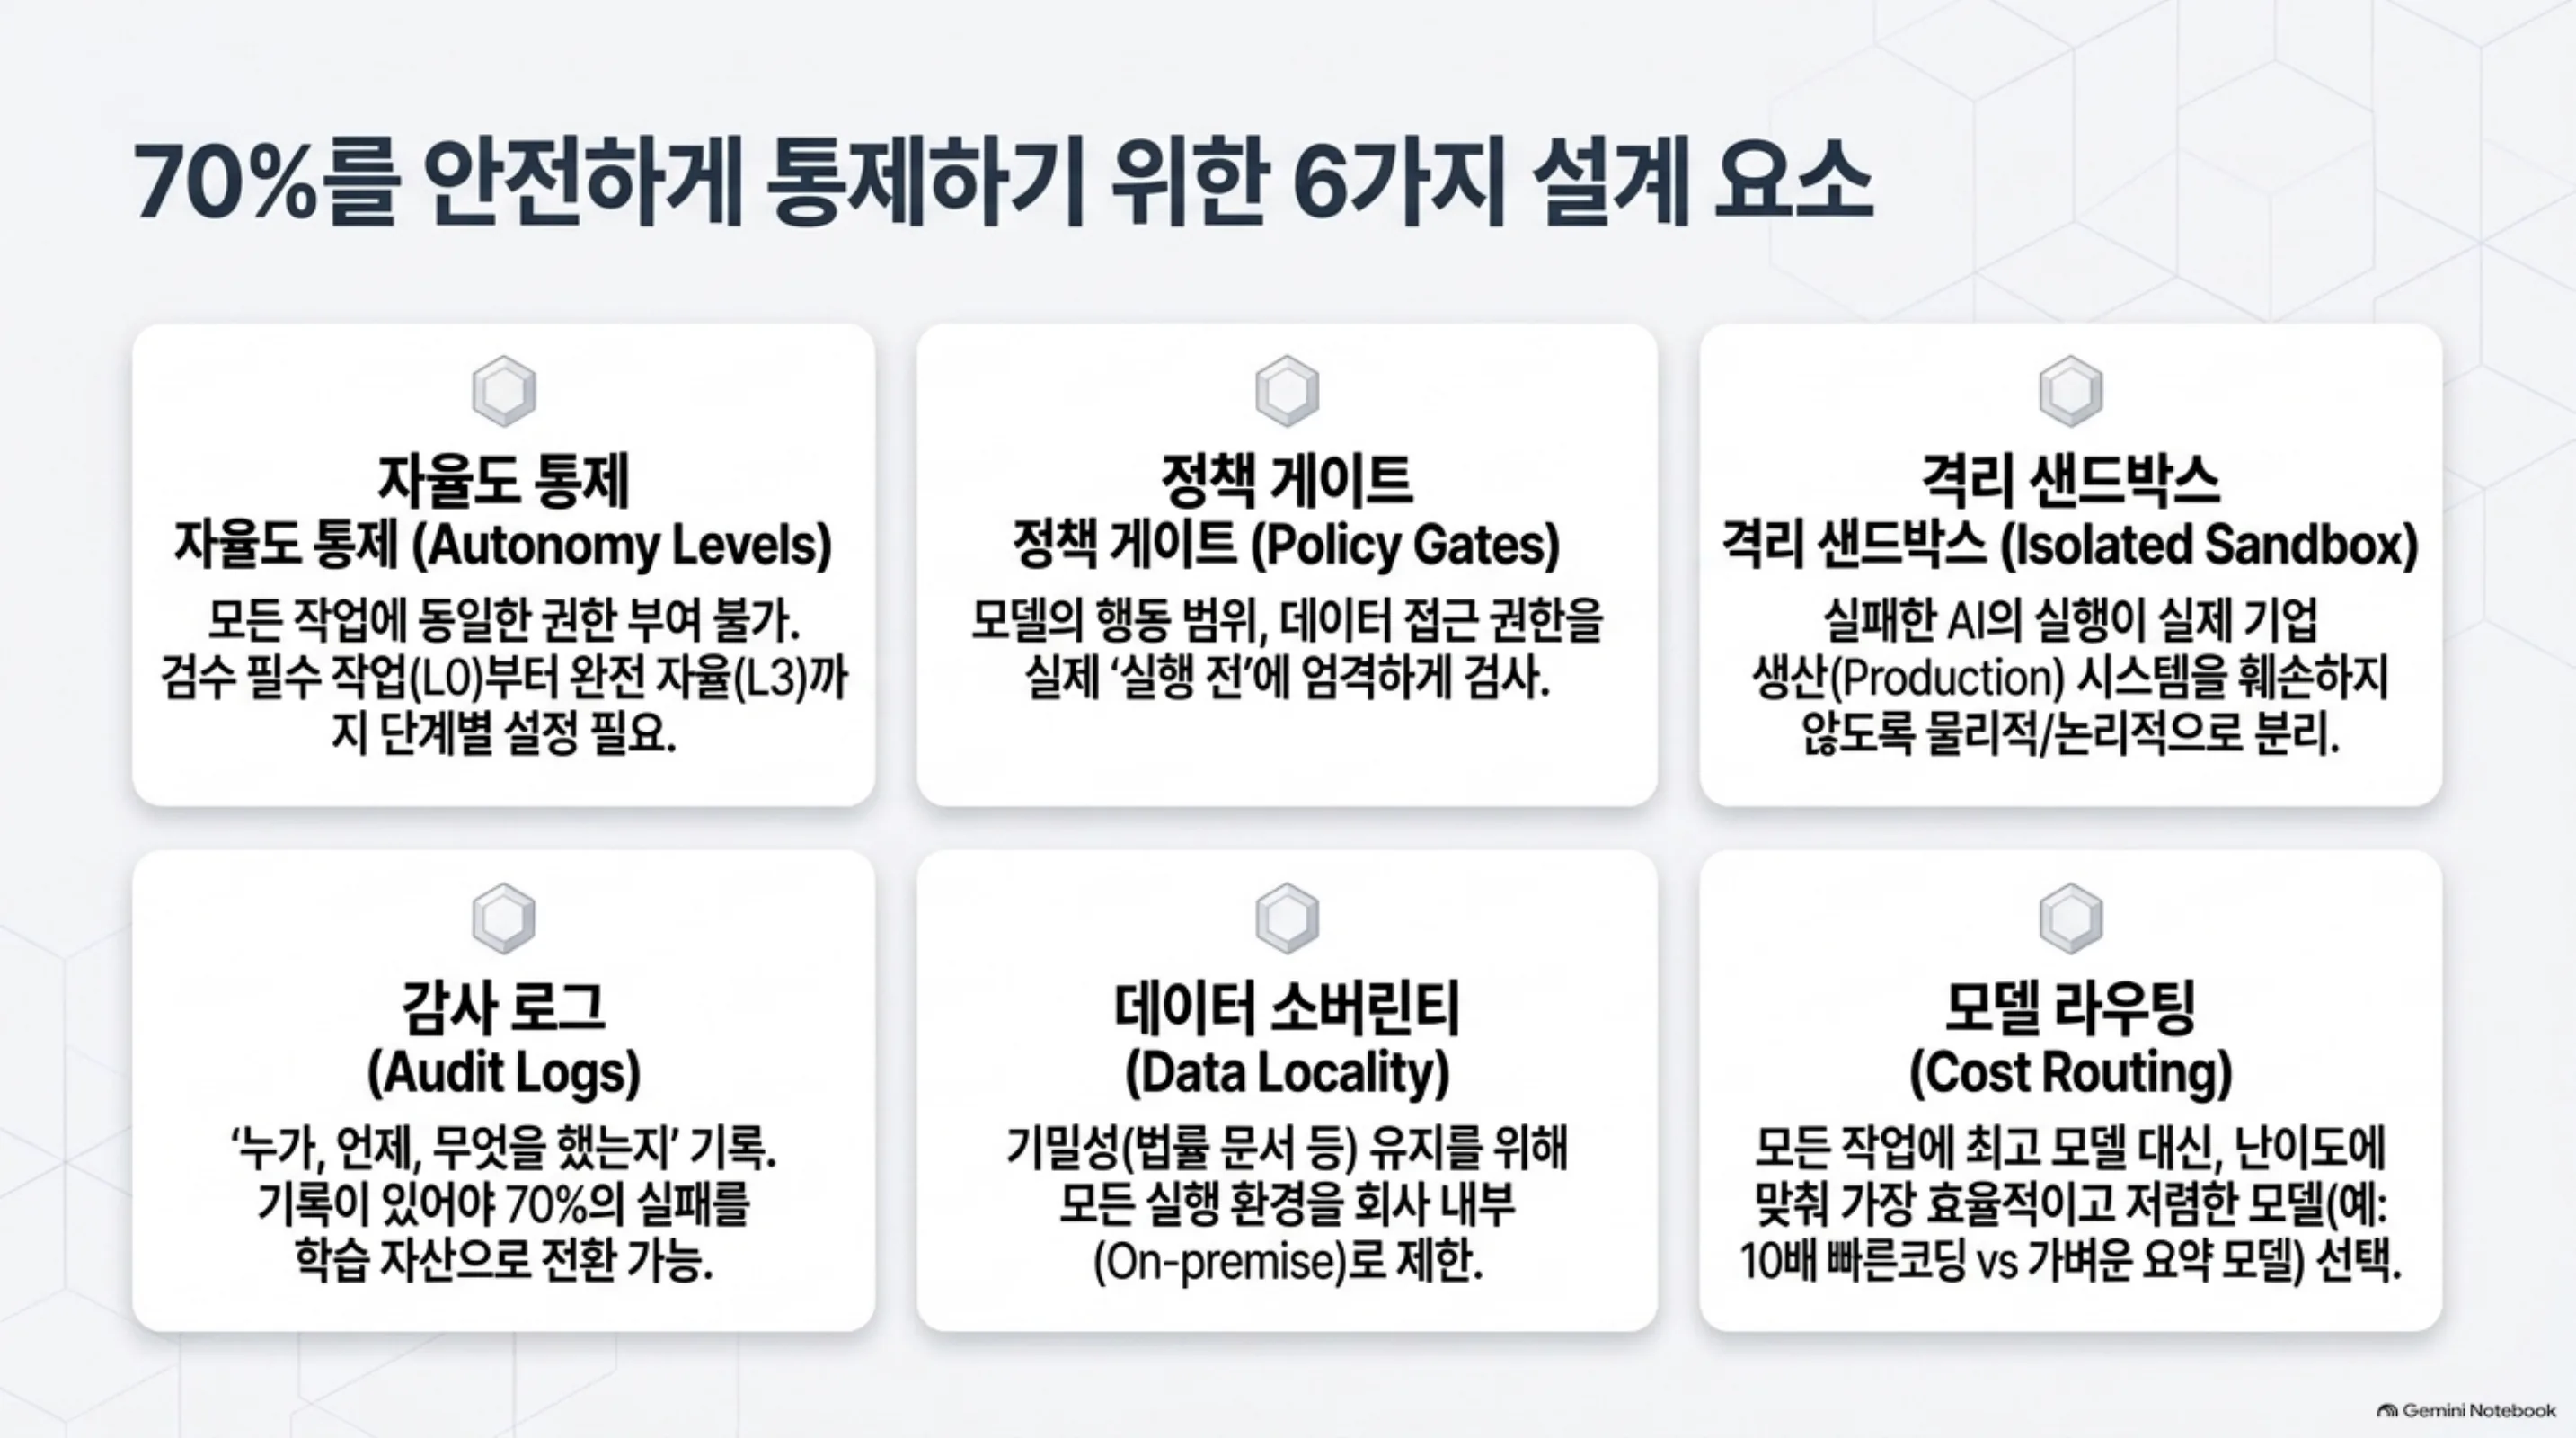 70%를 안전하게 통제하기 위한 6가지 설계 요소
자율도 통제
자율도 통제 (Autonomy Levels)
모든 작업에 동일한 권한 부여 불가.
검수 필수 작업(L0)부터 완전 자율(L3)까
지 단계별 설정 필요.
정책 게이트
정책 게이트 (Policy Gates)
모델의 행동 범위, 데이터 접근 권한을
실제 ‘실행 전’에 엄격하게 검사.
격리 샌드박스
격리 샌드박스 (Isolated Sandbox)
실패한 AI의 실행이 실제 기업
생산(Production) 시스템을 훼손하지
않도록 물리적/논리적으로 분리.
감사 로그
(Audit Logs)
‘누가, 언제, 무엇을 했는지’ 기록.
기록이 있어야 70%의 실패를
학습 자산으로 전환 가능.
데이터 소버린티
(Data Locality)
기밀성(법률 문서 등) 유지를 위해
모든 실행 환경을 회사 내부
(On-premise)로 제한.
모델 라우팅
(Cost Routing)
모든 작업에 최고 모델 대신, 난이도에
맞춰 가장 효율적이고 저렴한 모델(예:
10배 빠른코딩 vs 가벼운 요약 모델) 선택.
Gemini Notebook